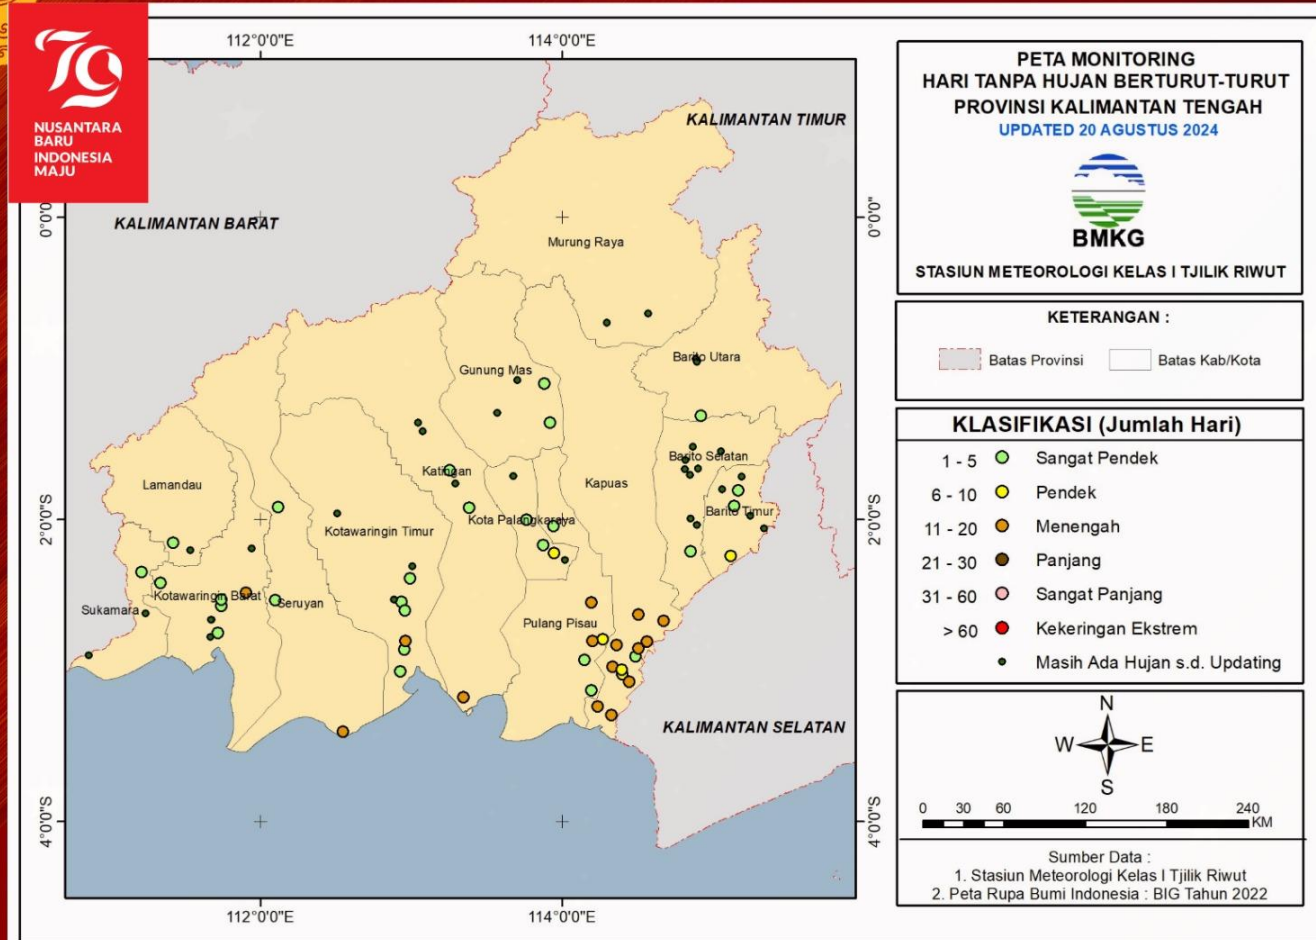 79
NUSANTARA
BARU
INDONESIA
MAJU
112°0'0"E
114°0'0"E
PETA MONITORING
HARI TANPA HUJAN BERTURUT-TURUT
PROVINSI KALIMANTAN TENGAH
UPDATED 20 AGUSTUS 2024
BMKG
STASIUN METEOROLOGI KELAS I TJILIK RIWUT
KALIMANTAN TIMUR
KALIMANTAN BARAT
0°0'0"
0°0'0"
Murung Raya
Barito Utara
Gunung Mas
Barito Selatan
Katingan
Lamandau
Kapuas
Kota Palangkaraya
Barito Timur
Kotawaringin Timur
2°0'0"S
2°0'0"S
Kotawaringin Barat
Seruyan
Sukamara
Pulang Pisau
KALIMANTAN SELATAN
4°0'0"S
4°0'0"S
112°0'0"E
114°0'0"E
KETERANGAN :
Batas Provinsi
Batas Kab/Kota
KLASIFIKASI (Jumlah Hari)
1 - 5 Sangat Pendek
6 - 10 Pendek
11 - 20 Menengah
21 - 30 Panjang
31 - 60 Sangat Panjang
> 60 Kekeringan Ekstrem
Masih Ada Hujan s.d. Updating
N
W E
S
0 30 60 120 180 240
KM
Sumber Data :
1. Stasiun Meteorologi Kelas I Tjilik Riwut
2. Peta Rupa Bumi Indonesia : BIG Tahun 2022